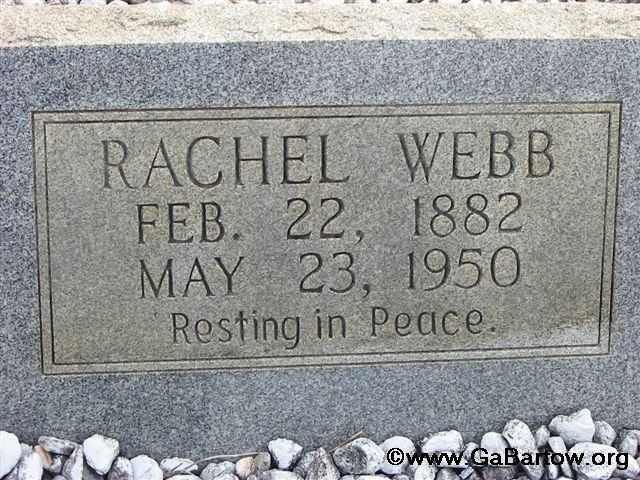 RACHEL WEBB
FEB. 22, 1882
MAY 23, 1950
Resting in Peace.
©www.GaBartow.org